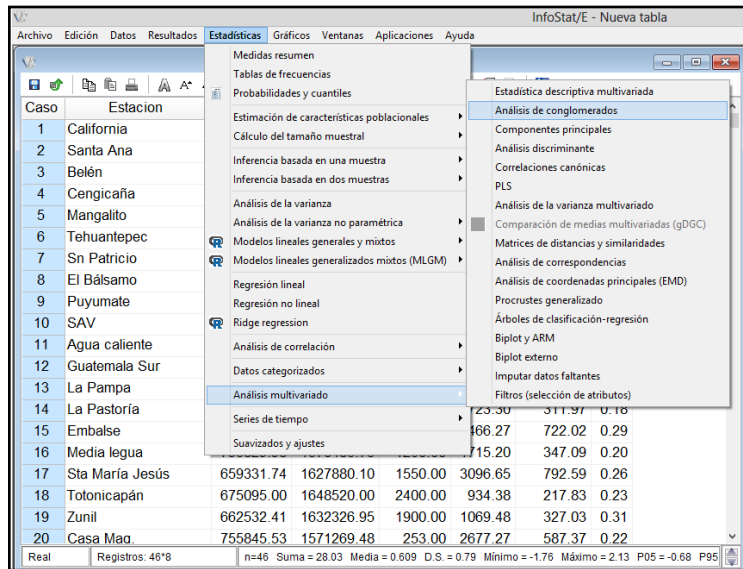 InfoStat/E - Nueva tabla
Archivo Edición Datos Resultados Estadísticas Gráficos Ventanas Aplicaciones Ayuda
Medidas resumen
Tablas de frecuencias
Probabilidades y cuantiles
Estimación de características poblacionales
Cálculo del tamaño muestral
Inferencia basada en una muestra
Inferencia basada en dos muestras
Análisis de la varianza
Análisis de la varianza no paramétrica
Modelos lineales generales y mixtos
Modelos lineales generalizados mixtos (MLGM)
Regresión lineal
Regresión no lineal
Ridge regression
Análisis de correlación
Datos categorizados
Análisis multivariado
Series de tiempo
Suavizados y ajustes
Estadística descriptiva multivariada
Análisis de conglomerados
Componentes principales
Análisis discriminante
Correlaciones canónicas
PLS
Análisis de la varianza multivariado
Comparación de medias multivariadas (gDGC)
Matrices de distancias y similaridades
Análisis de correspondencias
Análisis de coordenadas principales (EMD)
Procrustes generalizado
Árboles de clasificación-regresión
Biplot y ARM
Biplot externo
Imputar datos faltantes
Filtros (selección de atributos)
Caso Estacion
1 California
2 Santa Ana
3 Belén
4 Cengicaña
5 Mangalito
6 Tehuantepec
7 Sn Patricio
8 El Bálsamo
9 Puyumate
10 SAV
11 Agua caliente
12 Guatemala Sur
13 La Pampa
14 La Pastoría 311.97 0.18
15 Embalse 722.02 0.29
16 Media legua 347.09 0.20
17 Sta María Jesús 659331.74 1627880.10 1550.00 3096.65 792.59 0.26
18 Totonicapán 675095.00 1648520.00 2400.00 934.38 217.83 0.23
19 Zunil 662532.41 1632326.95 1900.00 1069.48 327.03 0.31
20 Casa Mag. 755845.53 1571269.48 253.00 2677.27 587.37 0.22
Real Registros: 46*8 n=46 Suma = 28.03 Media = 0.609 D.S. = 0.79 Mínimo = -1.76 Máximo = 2.13 P05 = -0.68 P95